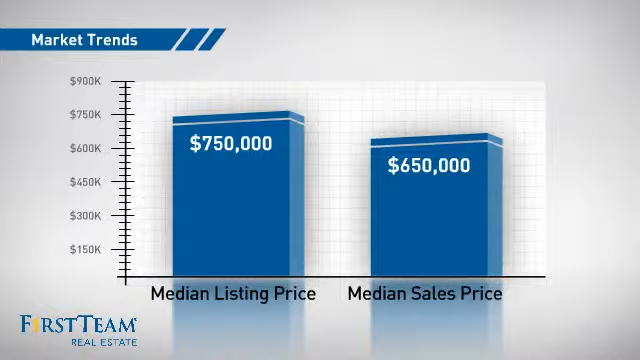 Market Trends
$900K
$750K
$600K
$450K
$300K
$150K
$750,000
$650,000
Median Listing Price
Median Sales Price
FIRSTTEAM®
REAL ESTATE